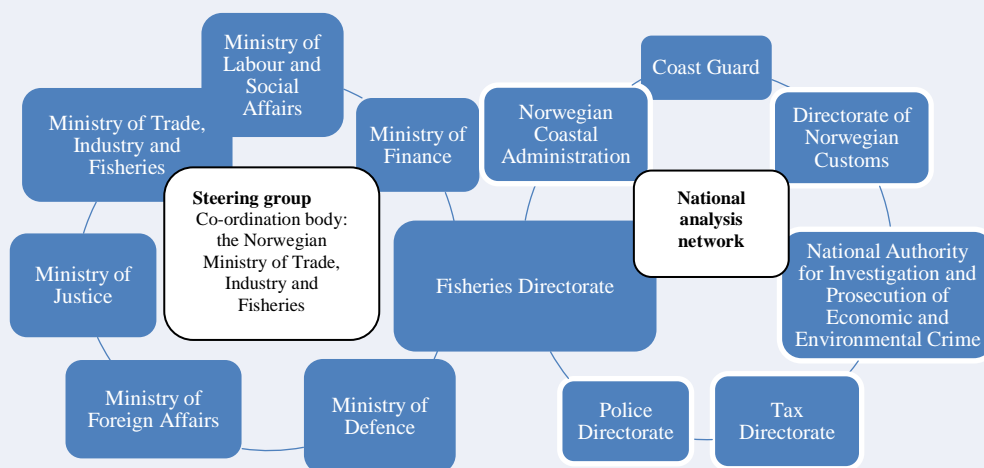 Ministry of
Labour and
Social
Affairs
Coast Guard
Ministry of Trade,
Industry and
Fisheries
Ministry of
Finance
Norwegian
Coastal
Administration
Directorate of
Norwegian
Customs
Steering group
Co-ordination body:
the Norwegian
Ministry of Trade,
Industry and
Fisheries
National
analysis
network
Ministry of
Justice
Fisheries Directorate
National Authority
for Investigation and
Prosecution of
Economic and
Environmental Crime
Ministry of
Foreign Affairs
Ministry of
Defence
Police
Directorate
Tax
Directorate